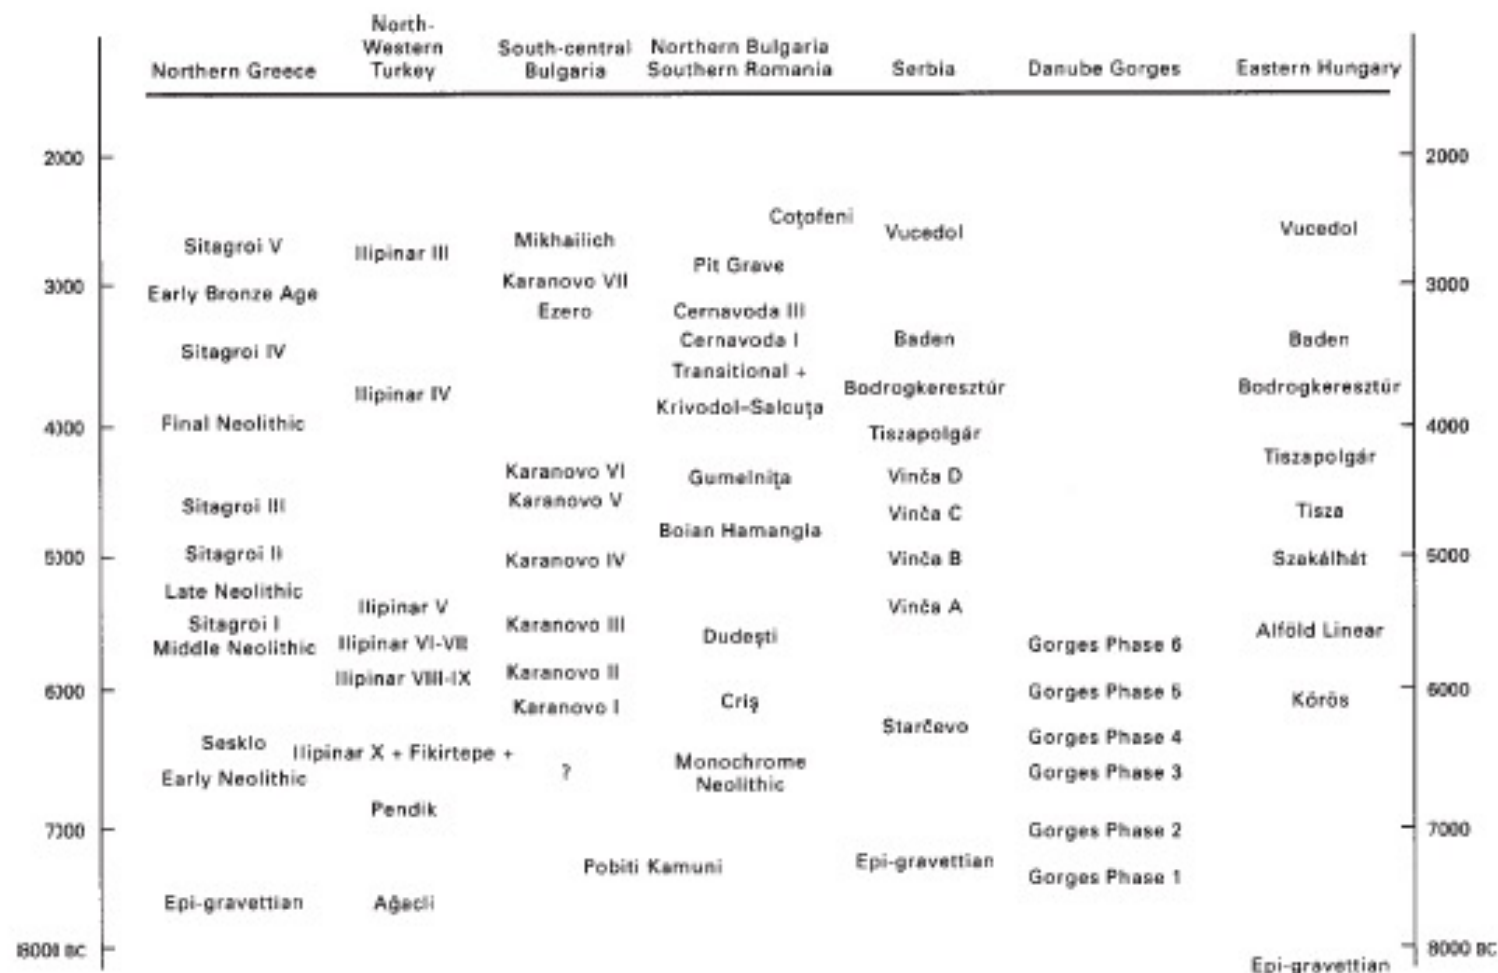 North-
Western
Turkey
Northern Greece
South-central
Bulgaria
Northern Bulgaria
Southern Romania
Serbia
Danube Gorges
Eastern Hungary
2000 2000
Coţofeni
Sitagroi V Ilipinar III Mikhailich Vucedol Vucedol
Pit Grave
3000 Early Bronze Age Karanovo VII 3000
Ezero Cernavoda III
Sitagroi IV Cernavoda I Baden Baden
Transitional +
Ilipinar IV Bodrogkeresztúr Bodrogkeresztúr
Krivodol–Salcuţa
4000 Final Neolithic Tiszapolgár 4000
Tiszapolgár
Karanovo VI Gumelniţa Vinča D
Sitagroi III Karanovo V Vinča C Tisza
Boian Hamangia
5000 Sitagroi II Karanovo IV Vinča B Szakálhát 5000
Late Neolithic Ilipinar V Vinča A
Sitagroi I Karanovo III Dudeşti Alföld Linear
Middle Neolithic Ilipinar VI-VII Gorges Phase 6
Ilipinar VIII-IX Karanovo II
6000 Karanovo I Criş Gorges Phase 5 Körös 6000
Starčevo
Sesklo Ilipinar X + Fikirtepe + Gorges Phase 4
Early Neolithic ? Monochrome
Neolithic Gorges Phase 3
Pendik
7000 Gorges Phase 2 7000
Pobiti Kamuni Epi-gravettian Gorges Phase 1
Epi-gravettian Ağacli
8000 BC 8000 BC
Epi-gravettian